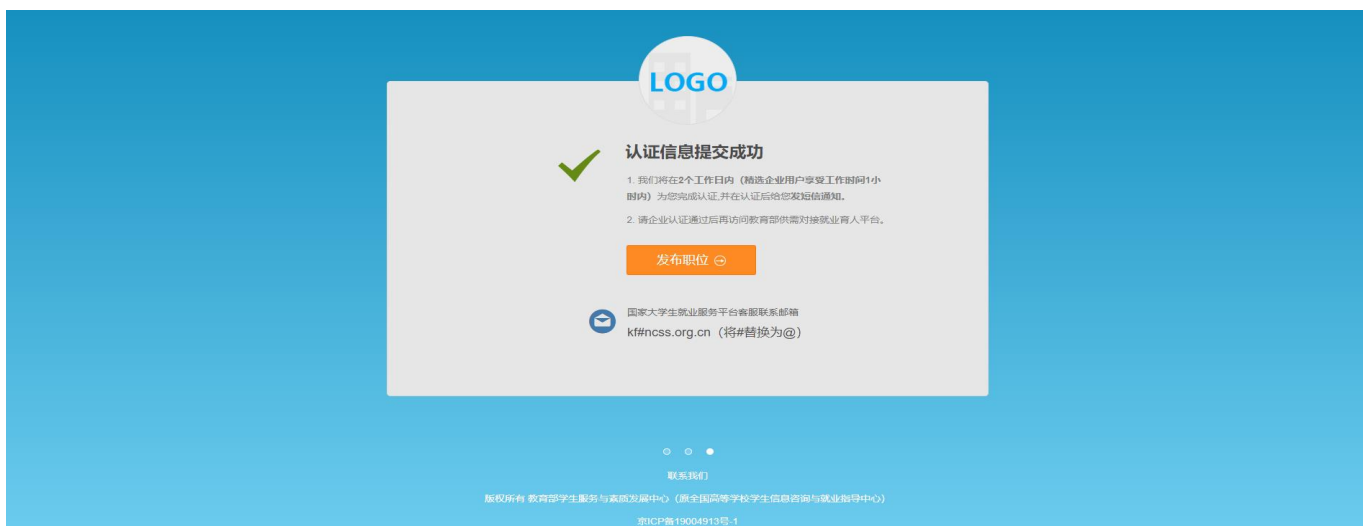 LOGO
认证信息提交成功
1. 我们将在2个工作日内（精选企业用户享受工作时间1小
时内）为您完成认证,并在认证后给您发短信通知。
2. 请企业认证通过后再访问教育部供需对接就业育人平台。
发布职位
国家大学生就业服务平台客服联系邮箱
kf#ncss.org.cn（将#替换为@）
联系我们
版权所有 教育部学生服务与素质发展中心（原全国高等学校学生信息咨询与就业指导中心）
京ICP备19004913号-1